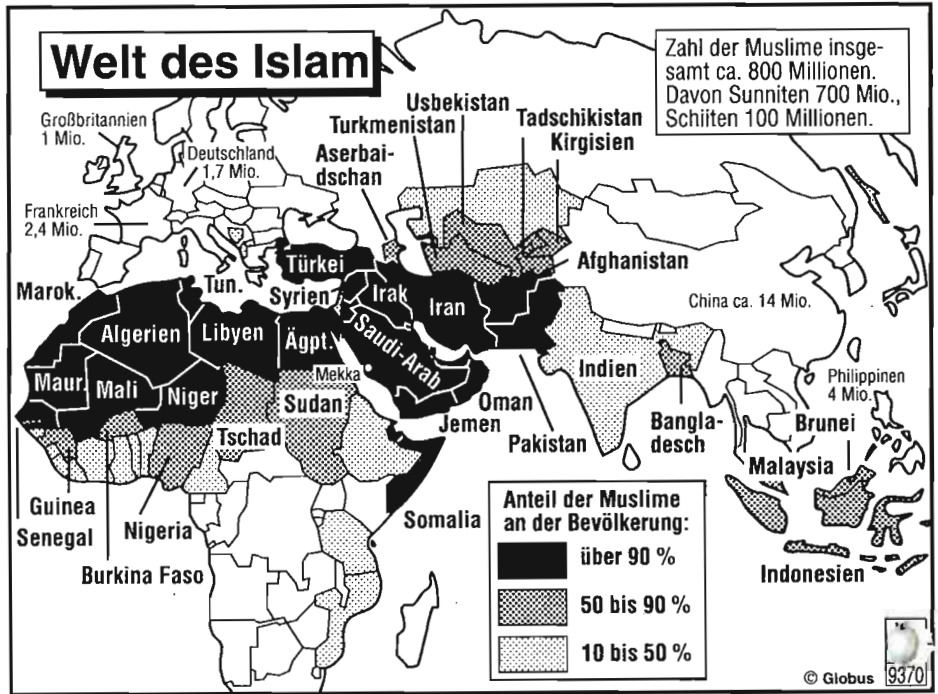 Welt des Islam
Zahl der Muslime insge-
samt ca. 800 Millionen.
Davon Sunniten 700 Mio.,
Schiiten 100 Millionen.
Großbritannien
1 Mio.
Deutschland
1,7 Mio.
Frankreich
2,4 Mio.
Usbekistan
Turkmenistan
Tadschikistan
Kirgisien
Aserbai-
dschan
Afghanistan
Türkei
Tun.
Marok.
Syrien
Irak
Iran
China ca. 14 Mio.
Algerien
Libyen
Ägpt.
Saudi-Arab
Mekka
Indien
Maur.
Mali
Niger
Sudan
Philippinen
4 Mio.
Oman
Jemen
Tschad
Pakistan
Bangla-
desch
Brunei
Malaysia
Guinea
Senegal
Nigeria
Somalia
Burkina Faso
Indonesien
Anteil der Muslime
an der Bevölkerung:
über 90 %
50 bis 90 %
10 bis 50 %
© Globus
9370